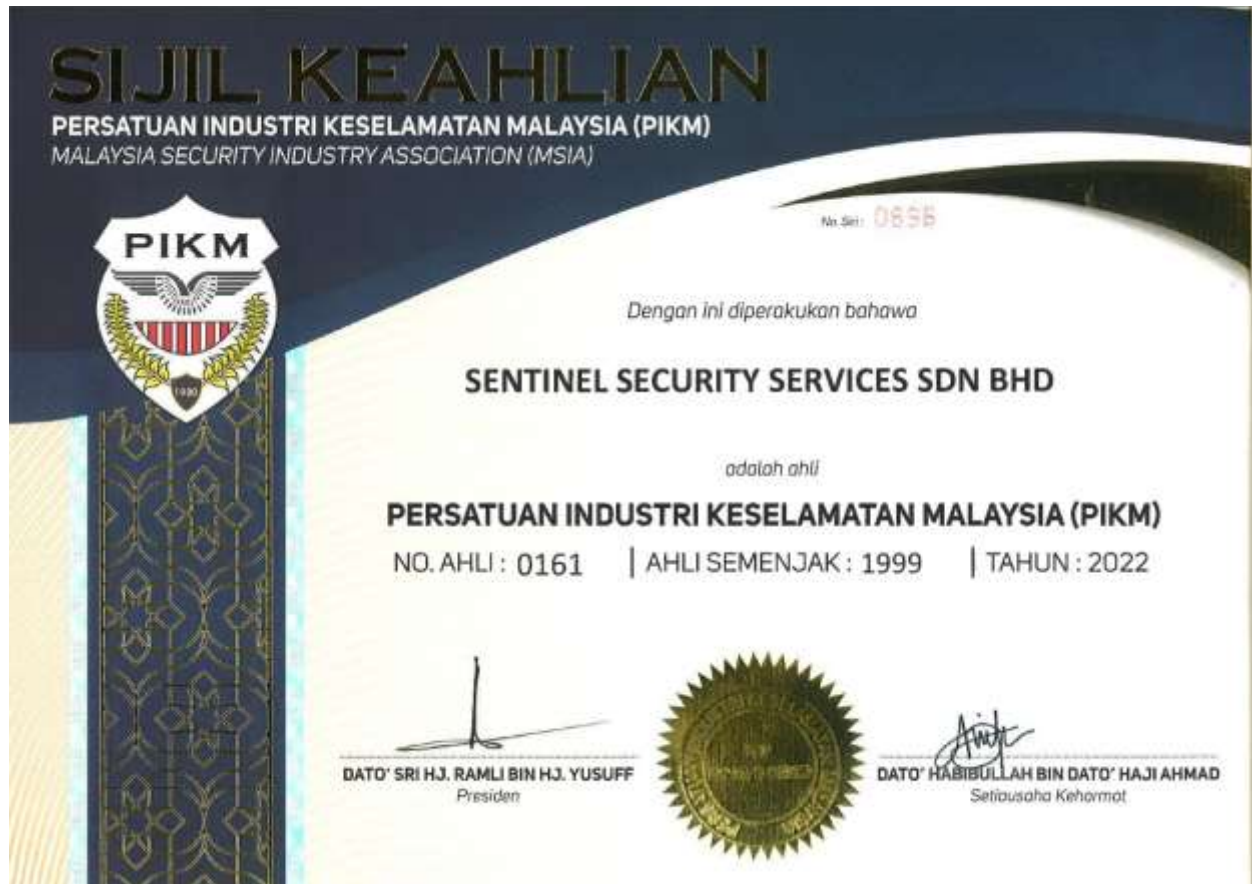 SIJIL KEAHLIAN
PERSATUAN INDUSTRI KESELAMATAN MALAYSIA (PIKM)
MALAYSIA SECURITY INDUSTRY ASSOCIATION (MSIA)
PIKM
No. Siri :
Dengan ini diperakukan bahawa
SENTINEL SECURITY SERVICES SDN BHD
adalah ahli
PERSATUAN INDUSTRI KESELAMATAN MALAYSIA (PIKM)
NO. AHLI : 0161 | AHLI SEMENJAK : 1999 | TAHUN : 2022
DATO' SRI HJ. RAMLI BIN HJ. YUSUFF
Presiden
DATO' HABIBULLAH BIN DATO' HAJI AHMAD
Setiausaha Kehormat